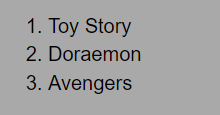 1. Toy Story
2. Doraemon
3. Avengers